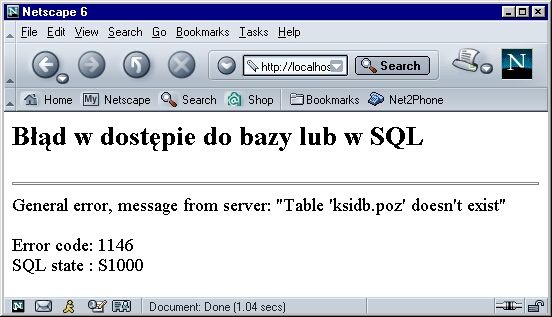 Netscape 6
File Edit View Search Go Bookmarks Tasks Help
http://localhos Search N
Home My Netscape Search Shop Bookmarks Net2Phone
Błąd w dostępie do bazy lub w SQL
General error, message from server: "Table 'ksidb.poz' doesn't exist"
Error code: 1146
SQL state : S1000
N Document: Done (1.04 secs)